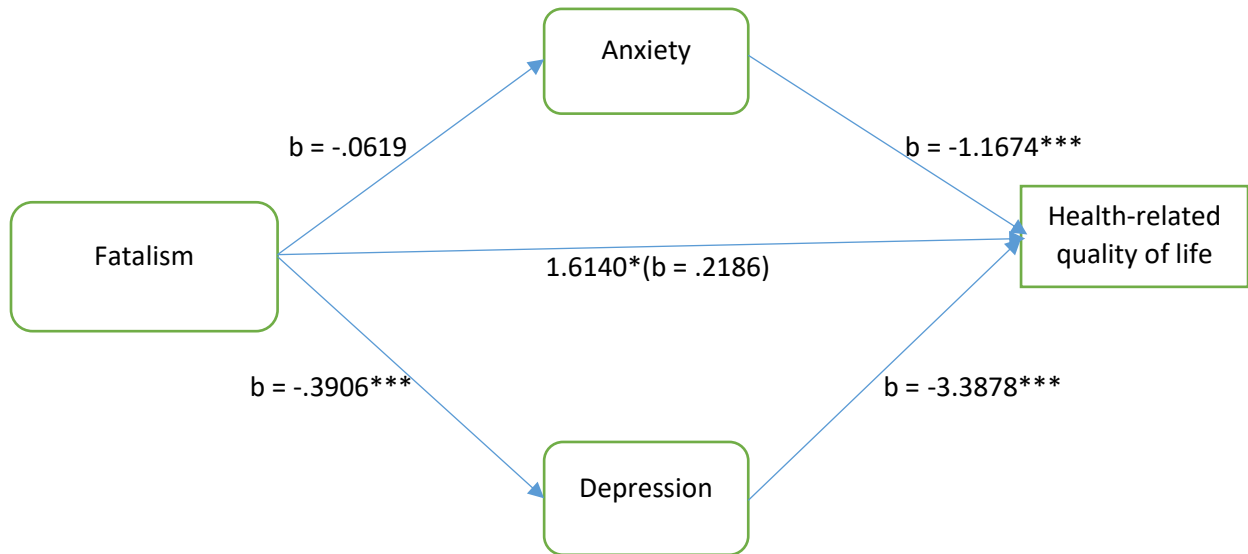 Anxiety
b = -.0619
b = -1.1674***
Fatalism
Health-related
quality of life
1.6140*(b = .2186)
b = -.3906***
b = -3.3878***
Depression